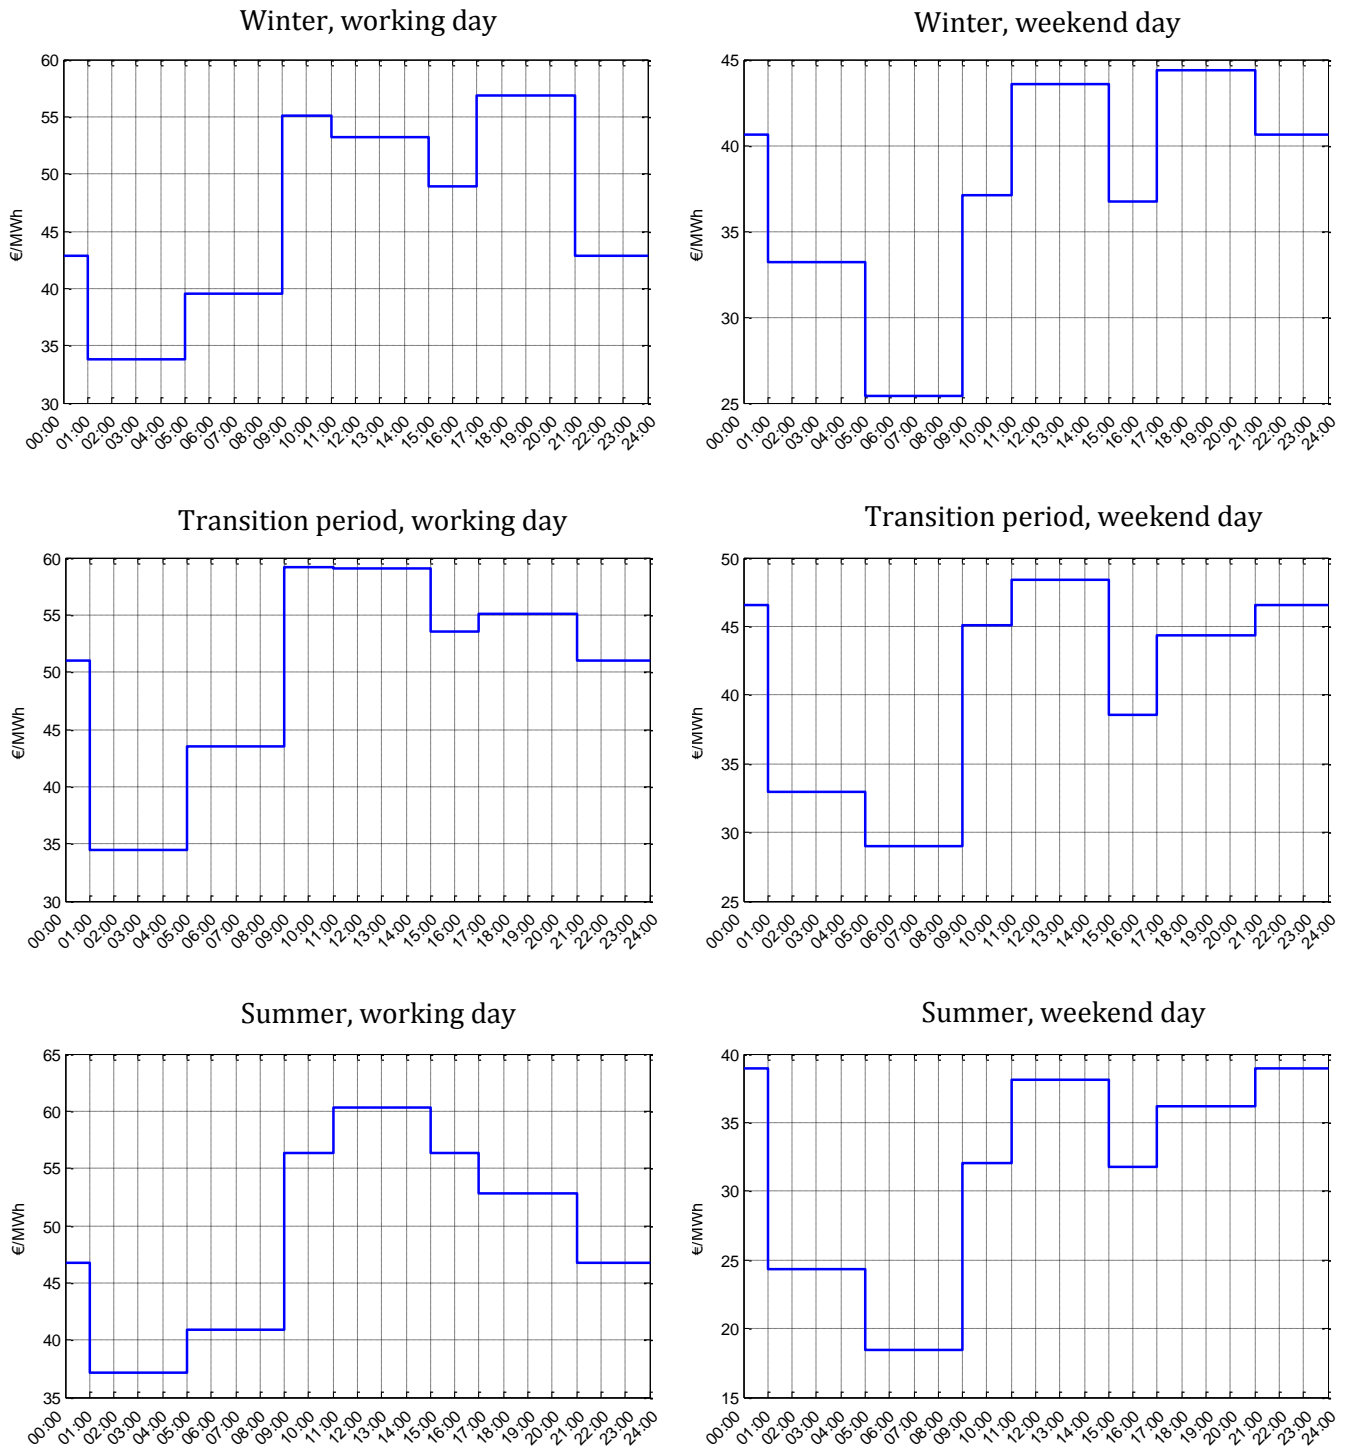 Winter, working day
60
55
50
45
40
35
30
€/MWh
00:00 01:00 02:00 03:00 04:00 05:00 06:00 07:00 08:00 09:00 10:00 11:00 12:00 13:00 14:00 15:00 16:00 17:00 18:00 19:00 20:00 21:00 22:00 23:00 24:00
Winter, weekend day
45
40
35
30
25
€/MWh
00:00 01:00 02:00 03:00 04:00 05:00 06:00 07:00 08:00 09:00 10:00 11:00 12:00 13:00 14:00 15:00 16:00 17:00 18:00 19:00 20:00 21:00 22:00 23:00 24:00
Transition period, working day
60
55
50
45
40
35
30
€/MWh
00:00 01:00 02:00 03:00 04:00 05:00 06:00 07:00 08:00 09:00 10:00 11:00 12:00 13:00 14:00 15:00 16:00 17:00 18:00 19:00 20:00 21:00 22:00 23:00 24:00
Transition period, weekend day
50
45
40
35
30
25
€/MWh
00:00 01:00 02:00 03:00 04:00 05:00 06:00 07:00 08:00 09:00 10:00 11:00 12:00 13:00 14:00 15:00 16:00 17:00 18:00 19:00 20:00 21:00 22:00 23:00 24:00
Summer, working day
65
60
55
50
45
40
35
€/MWh
00:00 01:00 02:00 03:00 04:00 05:00 06:00 07:00 08:00 09:00 10:00 11:00 12:00 13:00 14:00 15:00 16:00 17:00 18:00 19:00 20:00 21:00 22:00 23:00 24:00
Summer, weekend day
40
35
30
25
20
15
€/MWh
00:00 01:00 02:00 03:00 04:00 05:00 06:00 07:00 08:00 09:00 10:00 11:00 12:00 13:00 14:00 15:00 16:00 17:00 18:00 19:00 20:00 21:00 22:00 23:00 24:00